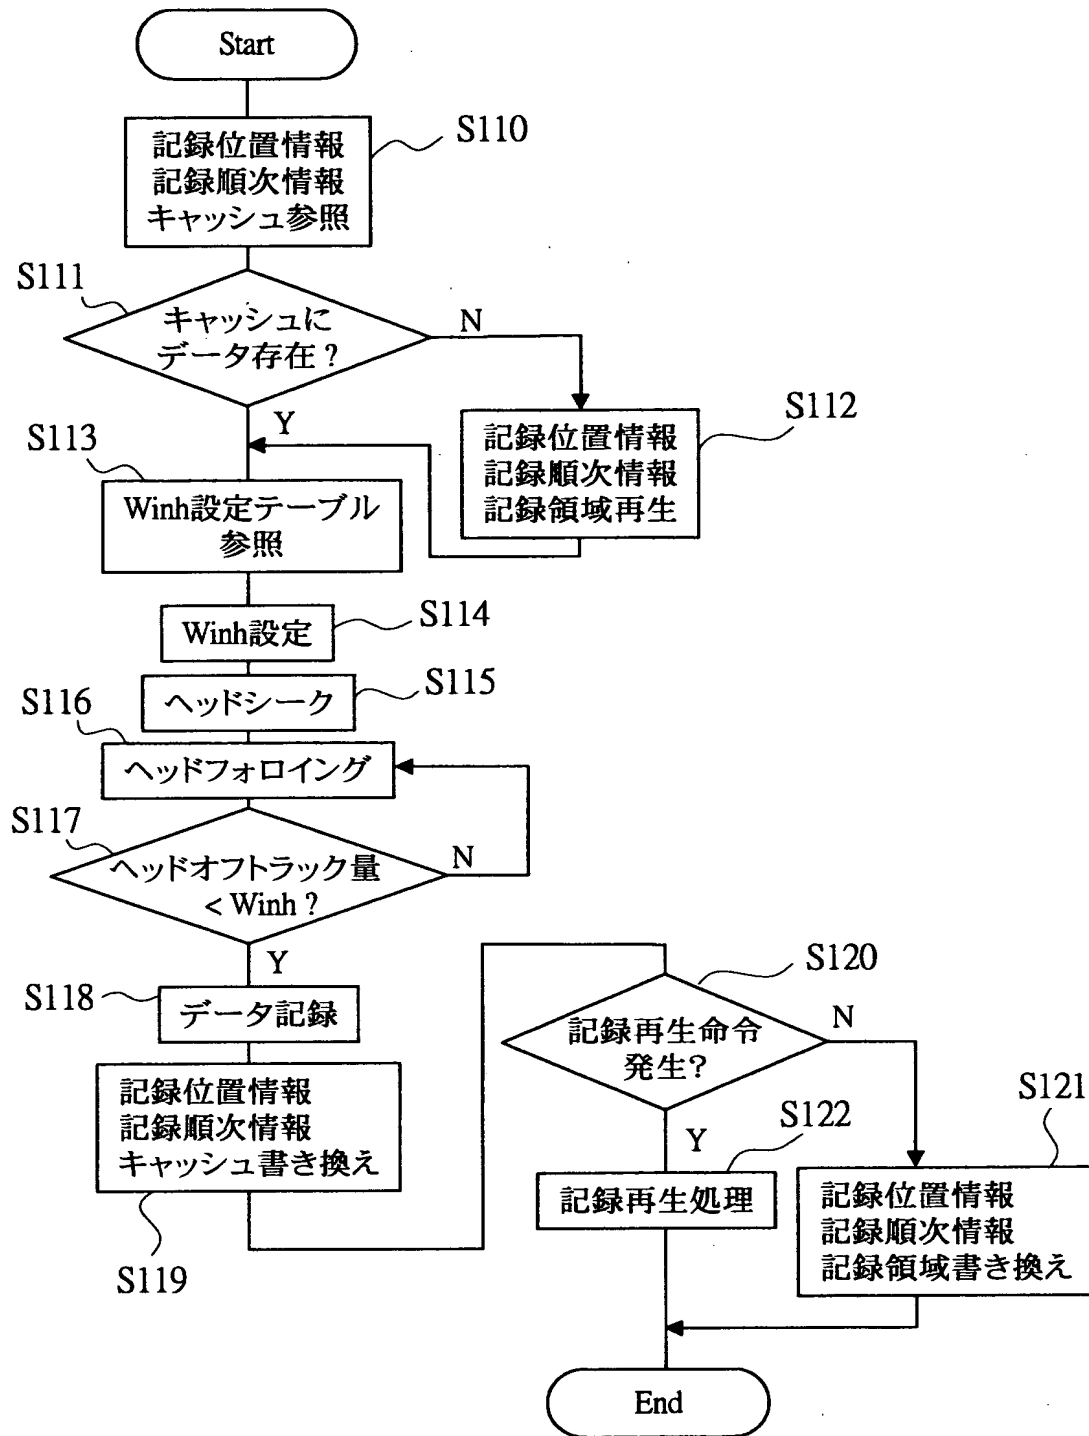 Start
S110
記録位置情報
記録順次情報
キャッシュ参照
S111
キャッシュに
データ存在?
N
Y
S112
記録位置情報
記録順次情報
記録領域再生
S113
Winh設定テーブル
参照
S114
Winh設定
S115
ヘッドシーク
S116
ヘッドフォロイング
S117
ヘッドオフトラック量
< Winh ?
N
Y
S118
データ記録
記録位置情報
記録順次情報
キャッシュ書き換え
S119
S120
記録再生命令
発生?
N
Y
S122
記録再生処理
S121
記録位置情報
記録順次情報
記録領域書き換え
End